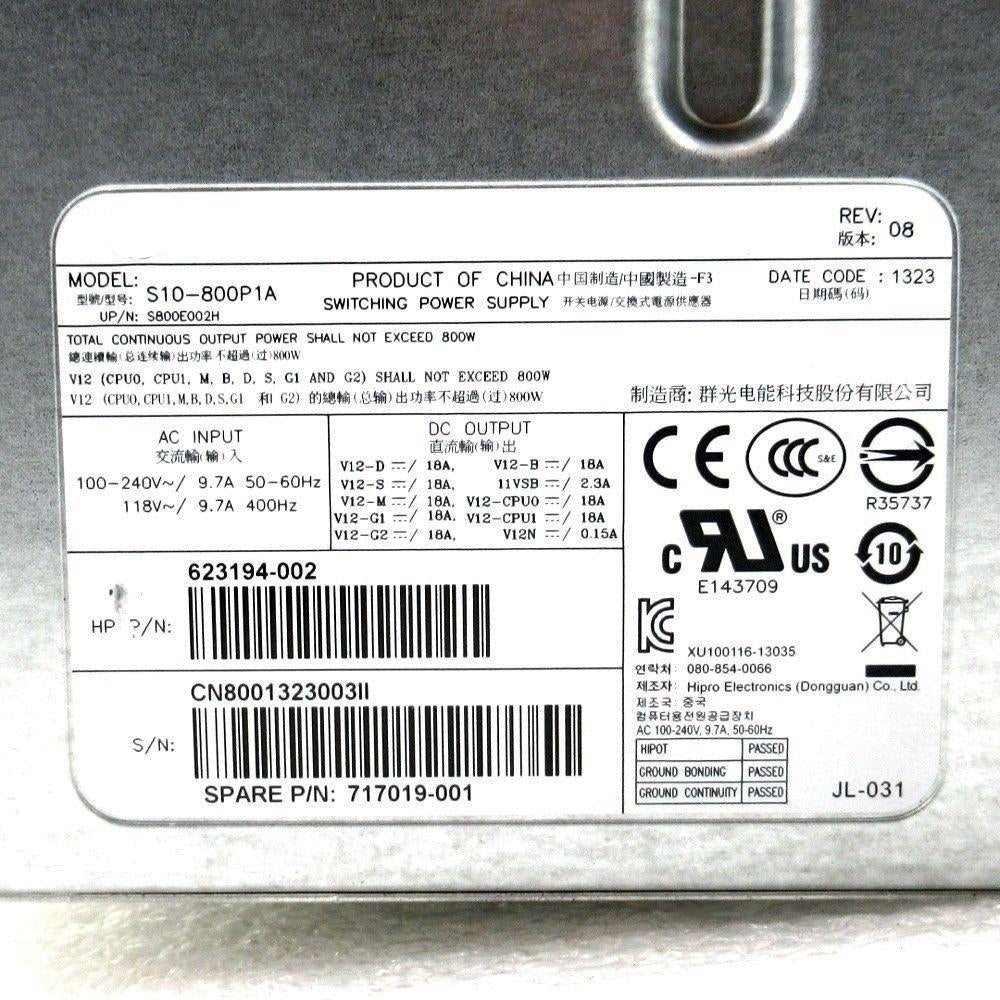 REV: 08
版本:
MODEL: S10-800P1A
型號/型号:
UP/N: S800E002H
PRODUCT OF CHINA 中国制造/中國製造-F3
SWITCHING POWER SUPPLY 开关电源/交換式電源供應器
DATE CODE : 1323
日期碼(码)
TOTAL CONTINUOUS OUTPUT POWER SHALL NOT EXCEED 800W
總連續輸(总连续输)出功率不超過(过)800W
V12 (CPU0, CPU1, M, B, D, S, G1 AND G2) SHALL NOT EXCEED 800W
V12 (CPU0,CPU1,M,B,D,S,G1 和 G2) 的總輸(总输)出功率不超過(过)800W
制造商: 群光电能科技股份有限公司
AC INPUT
交流輸(输)入
100-240V~/ 9.7A 50-60Hz
118V~/ 9.7A 400Hz
DC OUTPUT
直流輸(输)出
V12-D ⎓/ 18A, V12-B ⎓/ 18A
V12-S ⎓/ 18A, 11VSB ⎓/ 2.3A
V12-M ⎓/ 18A, V12-CPU0 ⎓/ 18A
V12-G1 ⎓/ 18A, V12-CPU1 ⎓/ 18A
V12-G2 ⎓/ 18A, V12N ⎓/ 0.15A
CE
CCC S&E
R35737
c RU ® US
E143709
10
KC
XU100116-13035
연락처: 080-854-0066
제조자: Hipro Electronics (Dongguan) Co., Ltd.
제조국: 중국
컴퓨터용전원공급장치
AC 100-240V, 9.7A, 50-60Hz
HIPOT PASSED
GROUND BONDING PASSED
GROUND CONTINUITY PASSED
JL-031
623194-002
HP P/N:
CN8001323003II
S/N:
SPARE P/N: 717019-001